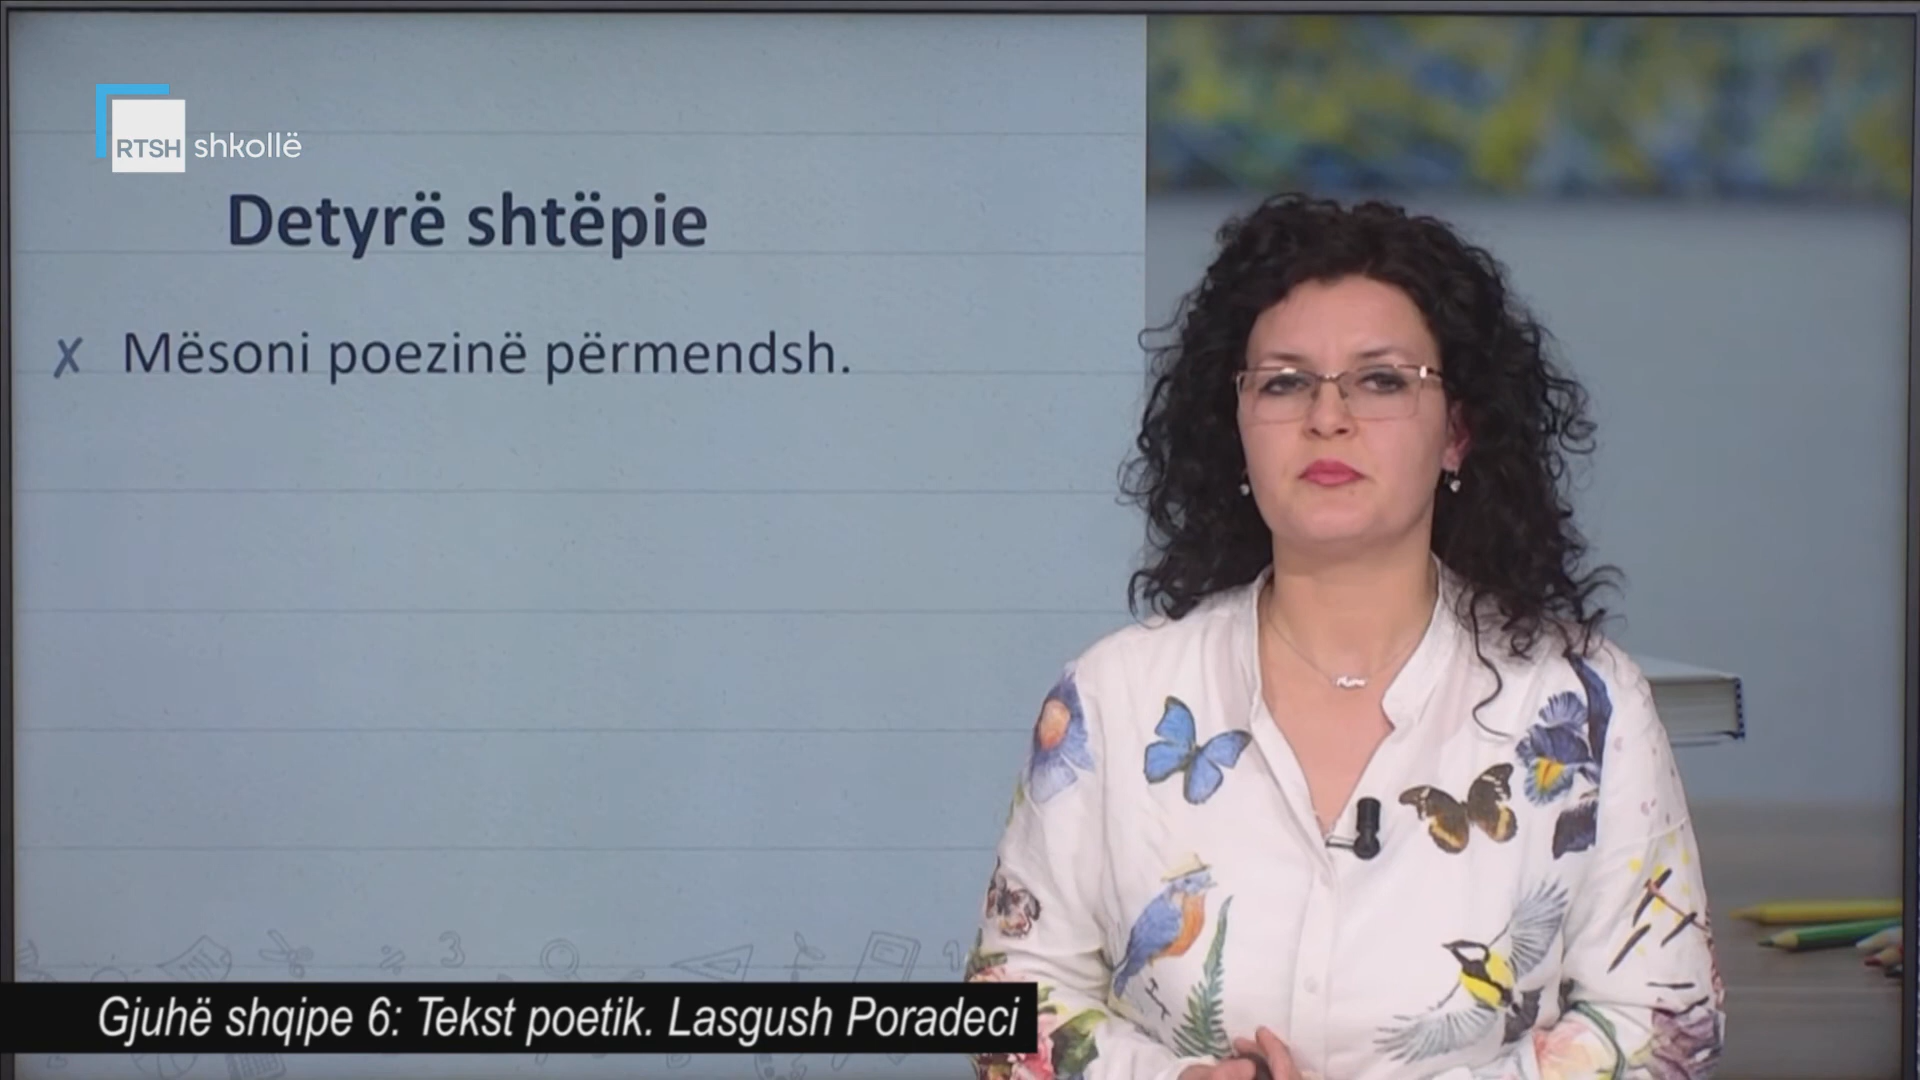 RTSH shkollë
Detyrë shtëpie
x Mësoni poezinë përmendsh.
Gjuhë shqipe 6: Tekst poetik. Lasgush Poradeci